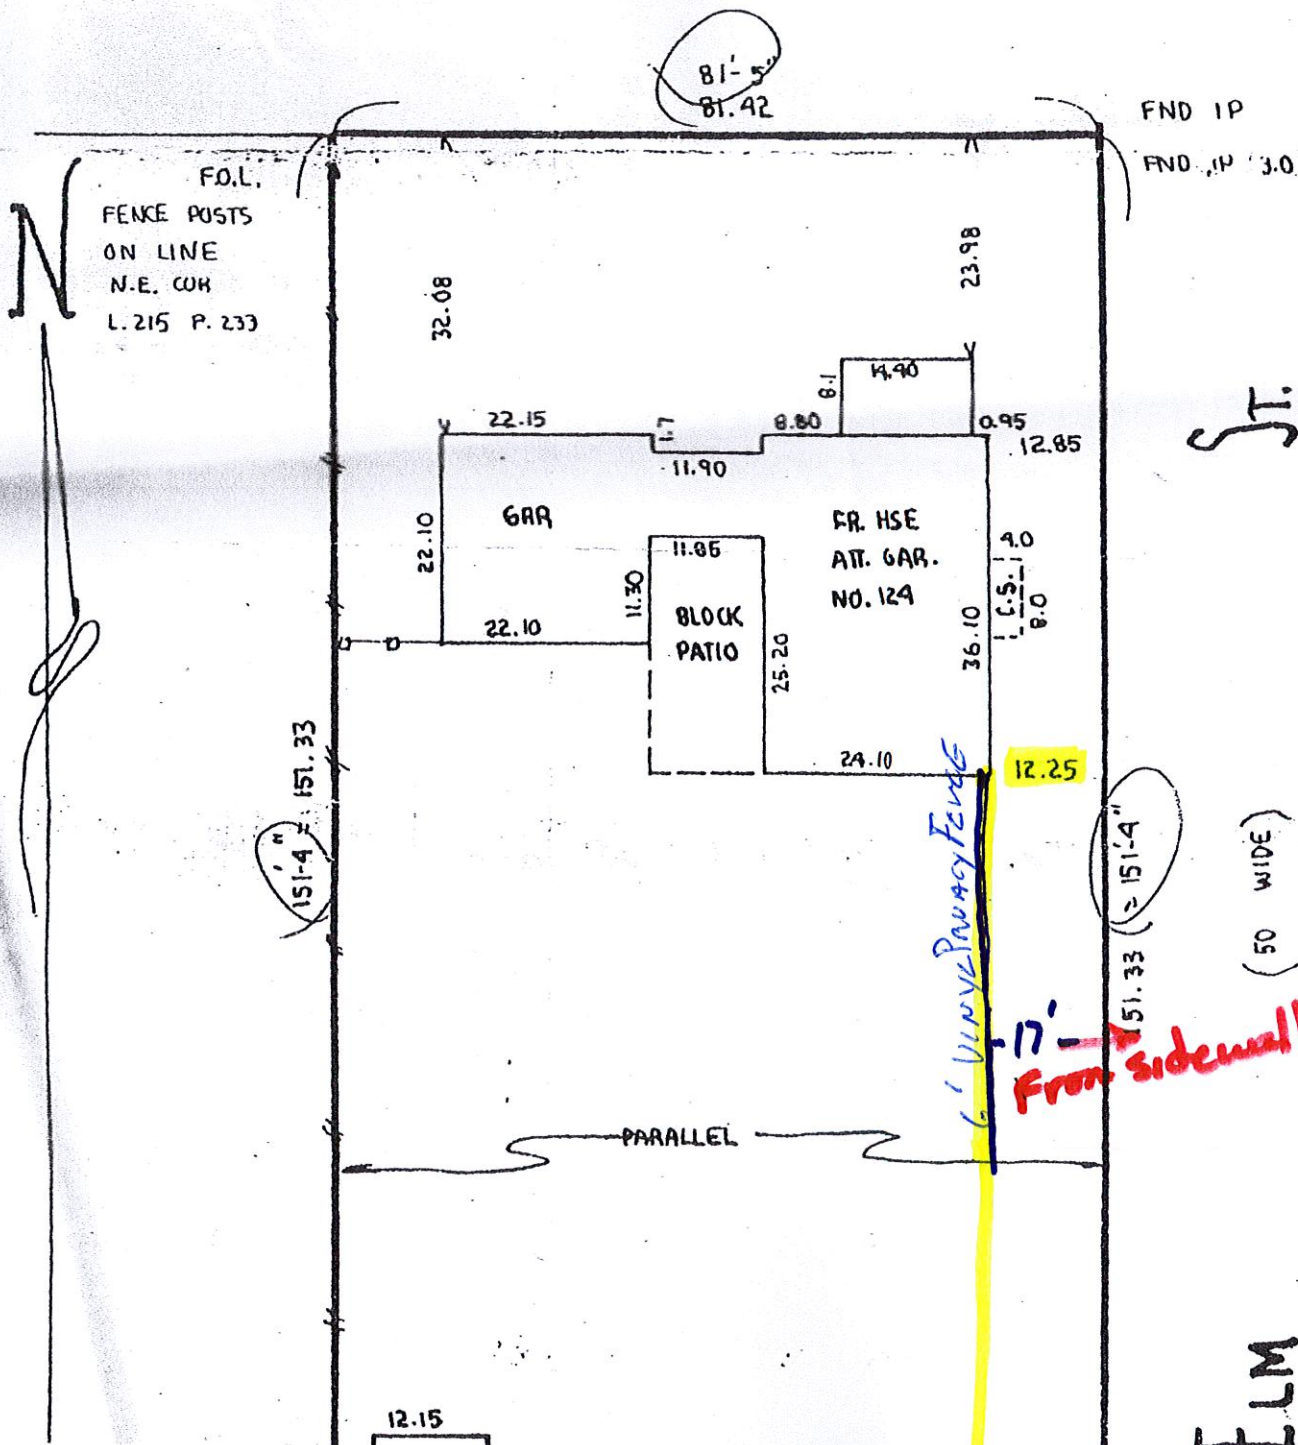 81'-5"
81.42
FND IP
FND IP 3.0
N
F.O.L.
FENCE POSTS
ON LINE
N.E. COR
L. 215 P. 233
32.08
23.98
ST.
8.1
14.40
22.15
1.7
8.80
0.95
12.85
11.90
22.10
GAR
11.85
FR. HSE
ATT. GAR.
NO. 124
4.0
C.S.
8.0
11.30
BLOCK
PATIO
22.10
25.20
36.10
24.10
12.25
151'-4" = 151.33
151.33 (= 151'-4"
(50 WIDE)
6' VINYL PRIVACY FENCE
17'
From sidewall
PARALLEL
ELM
12.15